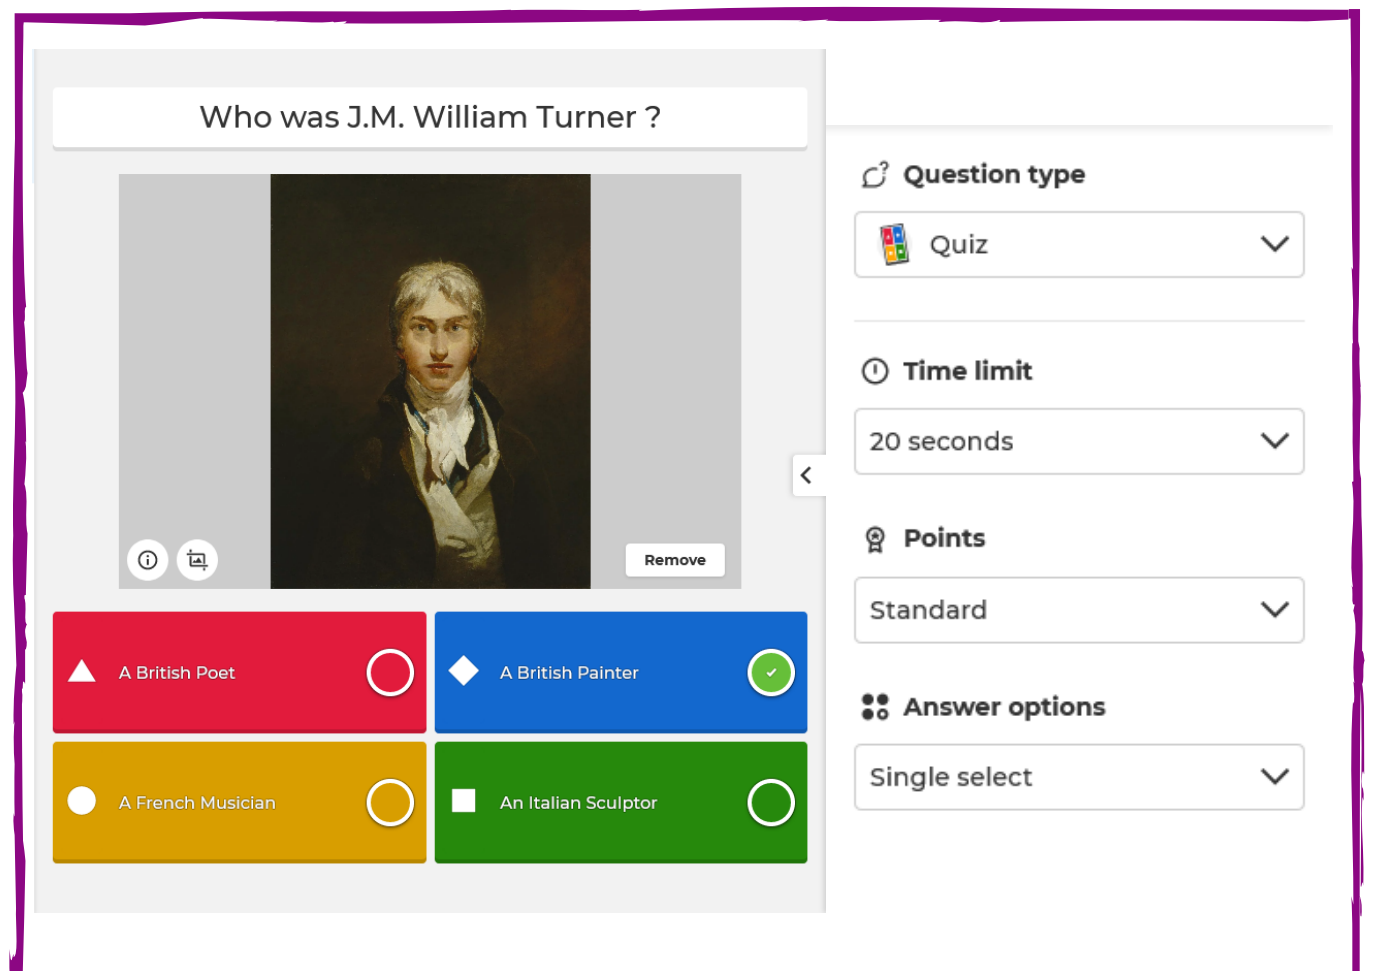 Who was J.M. William Turner ?
Remove
A British Poet
A British Painter
A French Musician
An Italian Sculptor
Question type
Quiz
Time limit
20 seconds
Points
Standard
Answer options
Single select